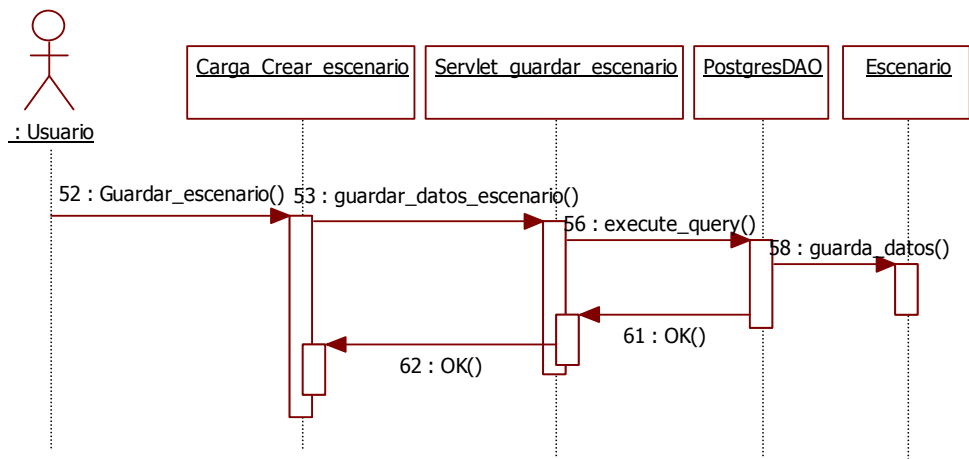 Carga_Crear_escenario
Servlet_guardar_escenario
PostgresDAO
Escenario
: Usuario
52 : Guardar_escenario()
53 : guardar_datos_escenario()
56 : execute_query()
58 : guarda_datos()
61 : OK()
62 : OK()